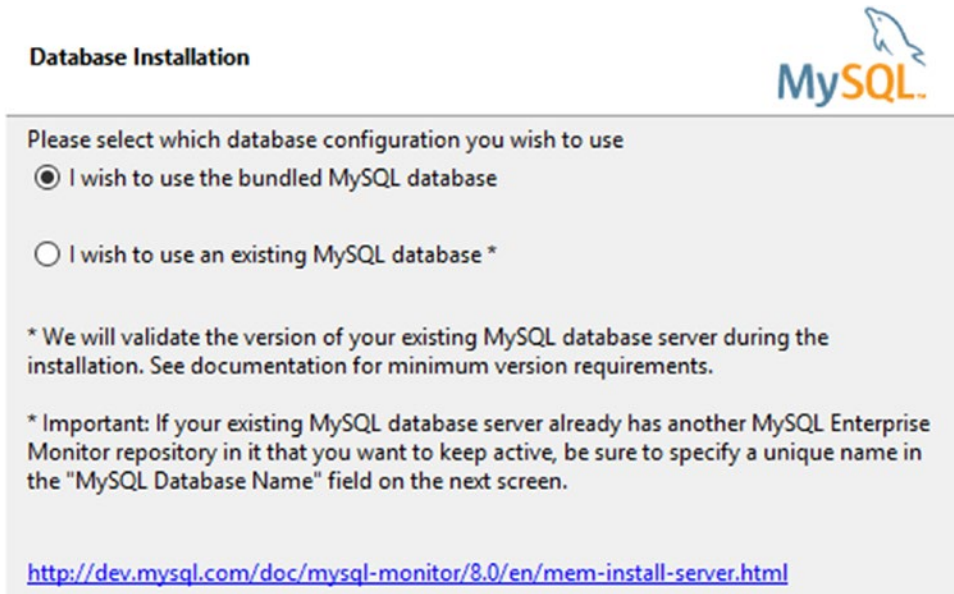 Database Installation
MySQL™
Please select which database configuration you wish to use
I wish to use the bundled MySQL database
I wish to use an existing MySQL database *
* We will validate the version of your existing MySQL database server during the
installation. See documentation for minimum version requirements.
* Important: If your existing MySQL database server already has another MySQL Enterprise
Monitor repository in it that you want to keep active, be sure to specify a unique name in
the "MySQL Database Name" field on the next screen.
http://dev.mysql.com/doc/mysql-monitor/8.0/en/mem-install-server.html